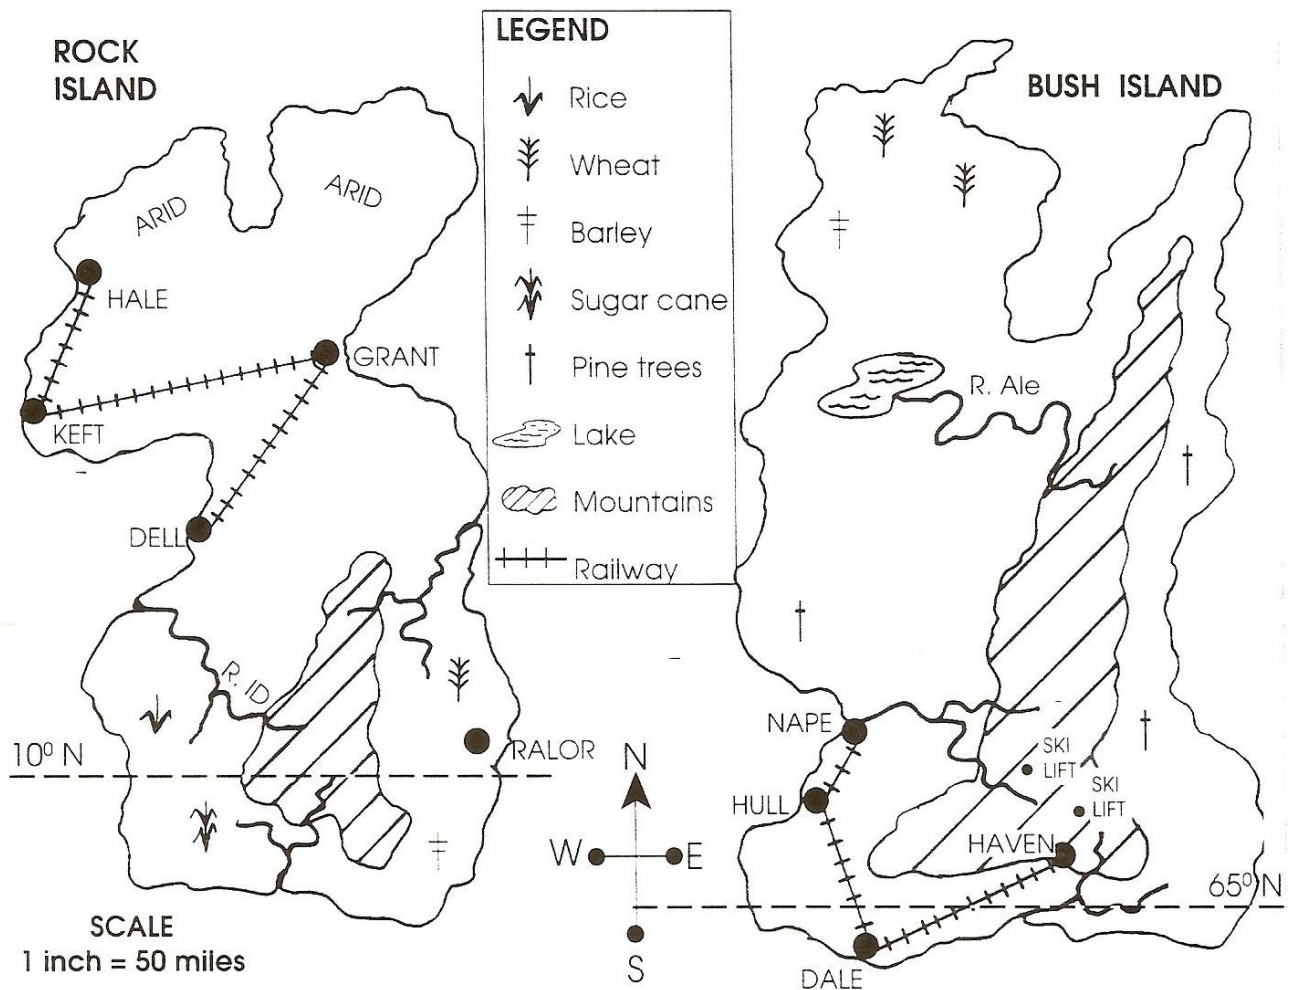 ROCK
ISLAND
LEGEND
Rice
Wheat
Barley
Sugar cane
Pine trees
Lake
Mountains
Railway
BUSH ISLAND
ARID
ARID
HALE
GRANT
KEFT
DELL
R. ID
RALOR
10⁰ N
SCALE
1 inch = 50 miles
N
W
E
S
R. Ale
NAPE
SKI
LIFT
SKI
LIFT
HULL
HAVEN
65⁰ N
DALE